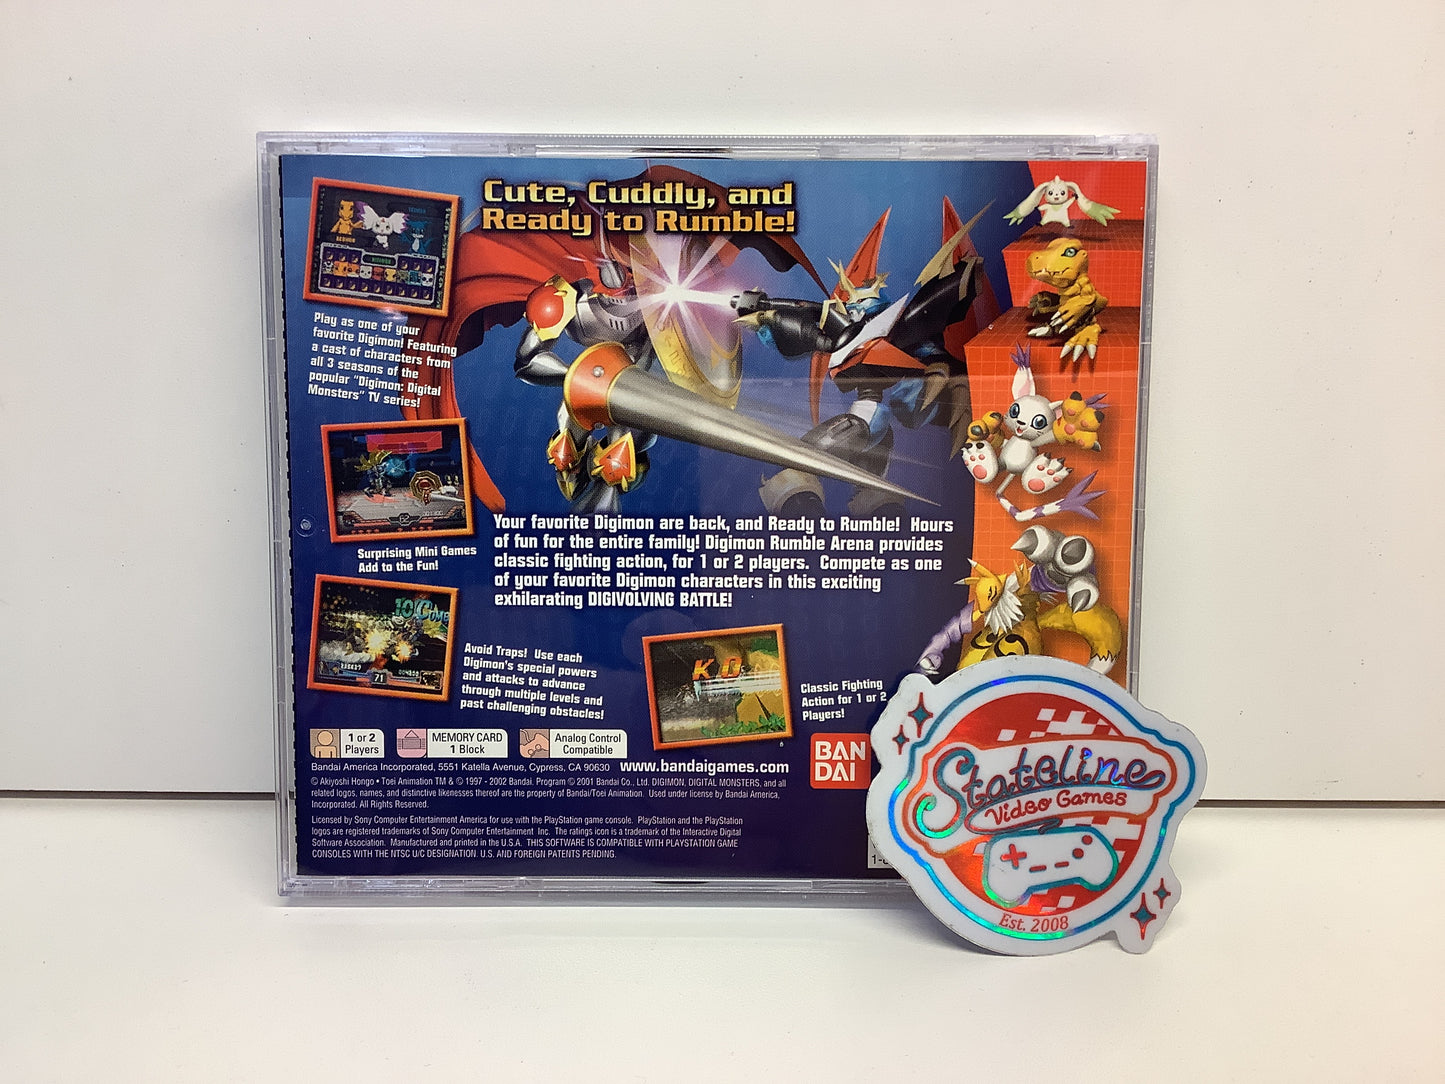 Cute, Cuddly, and
Ready to Rumble!
Play as one of your
favorite Digimon! Featuring
a cast of characters from
all 3 seasons of the
popular "Digimon: Digital
Monsters" TV series!
Surprising Mini Games
Add to the Fun!
Your favorite Digimon are back, and Ready to Rumble! Hours
of fun for the entire family! Digimon Rumble Arena provides
classic fighting action, for 1 or 2 players. Compete as one
of your favorite Digimon characters in this exciting
exhilarating DIGIVOLVING BATTLE!
71
Avoid Traps! Use each
Digimon's special powers
and attacks to advance
through multiple levels and
past challenging obstacles!
K.O
Classic Fighting
Action for 1 or 2
Players!
1 or 2
Players
MEMORY CARD
1 Block
Analog Control
Compatible
BAN
DAI
Bandai America Incorporated, 5551 Katella Avenue, Cypress, CA 90630 www.bandaigames.com
© Akiyoshi Hongo • Toei Animation TM & © 1997 - 2002 Bandai. Program © 2001 Bandai Co., Ltd. DIGIMON, DIGITAL MONSTERS, and all
related logos, names, and distinctive likenesses thereof are the property of Bandai/Toei Animation. Used under license by Bandai America,
Incorporated. All Rights Reserved.
Licensed by Sony Computer Entertainment America for use with the PlayStation game console. PlayStation and the PlayStation
logos are registered trademarks of Sony Computer Entertainment Inc. The ratings icon is a trademark of the Interactive Digital
Software Association. Manufactured and printed in the U.S.A. THIS SOFTWARE IS COMPATIBLE WITH PLAYSTATION GAME
CONSOLES WITH THE NTSC U/C DESIGNATION. U.S. AND FOREIGN PATENTS PENDING.
Stateline
Video Games
Est. 2008